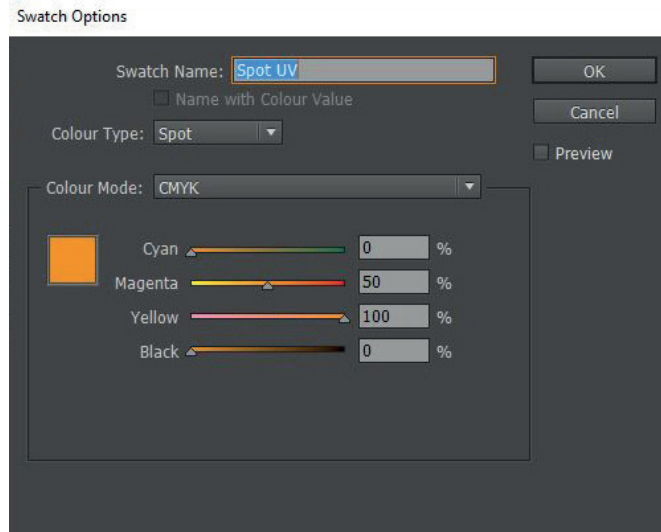 Swatch Options
Swatch Name: Spot UV
OK
Name with Colour Value
Cancel
Colour Type: Spot
Preview
Colour Mode: CMYK
Cyan 0 %
Magenta 50 %
Yellow 100 %
Black 0 %